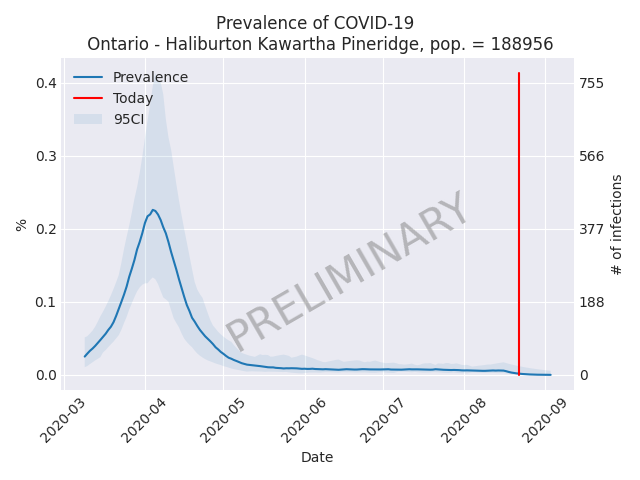 Prevalence of COVID-19
Ontario - Haliburton Kawartha Pineridge, pop. = 188956
Prevalence
Today
95CI
0.4
0.3
0.2
0.1
0.0
%
755
566
377
188
0
# of infections
PRELIMINARY
2020-03
2020-04
2020-05
2020-06
2020-07
2020-08
2020-09
Date